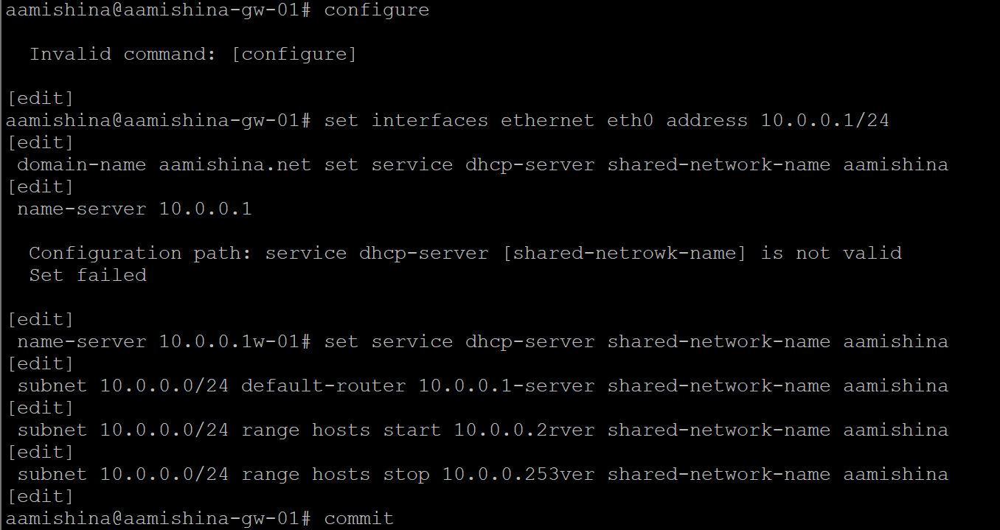 aamishina@aamishina-gw-01# configure
Invalid command: [configure]
[edit]
aamishina@aamishina-gw-01# set interfaces ethernet eth0 address 10.0.0.1/24
[edit]
domain-name aamishina.net set service dhcp-server shared-network-name aamishina
[edit]
name-server 10.0.0.1
Configuration path: service dhcp-server [shared-netrowk-name] is not valid
Set failed
[edit]
name-server 10.0.0.1w-01# set service dhcp-server shared-network-name aamishina
[edit]
subnet 10.0.0.0/24 default-router 10.0.0.1-server shared-network-name aamishina
[edit]
subnet 10.0.0.0/24 range hosts start 10.0.0.2rver shared-network-name aamishina
[edit]
subnet 10.0.0.0/24 range hosts stop 10.0.0.253ver shared-network-name aamishina
[edit]
aamishina@aamishina-gw-01# commit